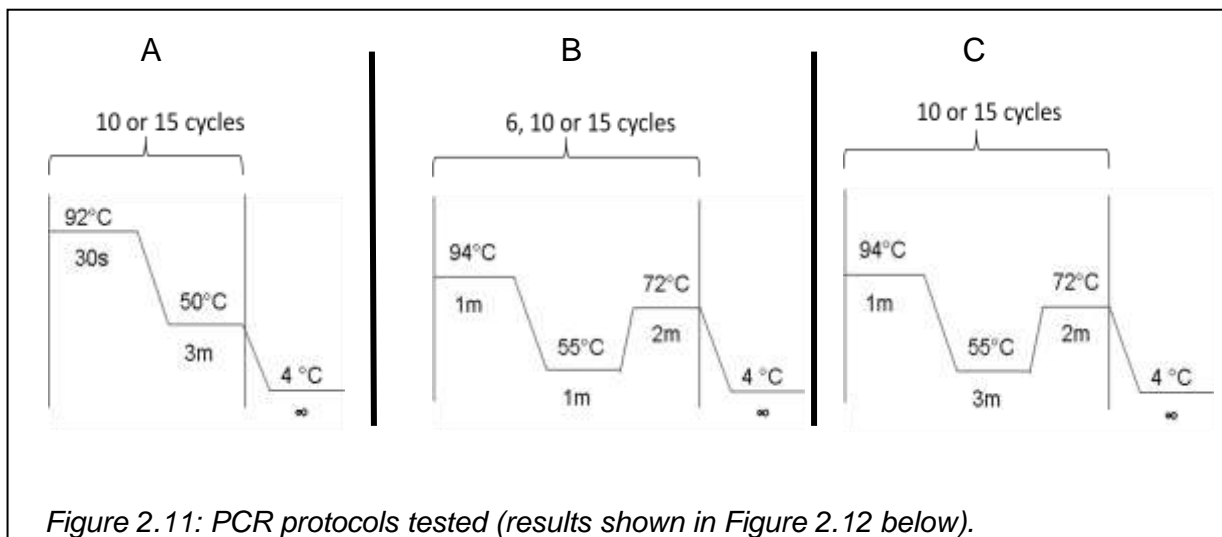 A
B
C
10 or 15 cycles
6, 10 or 15 cycles
10 or 15 cycles
92°C
30s
50°C
3m
4 °C
∞
94°C
1m
55°C
1m
72°C
2m
4 °C
∞
94°C
1m
55°C
3m
72°C
2m
4 °C
∞
Figure 2.11: PCR protocols tested (results shown in Figure 2.12 below).